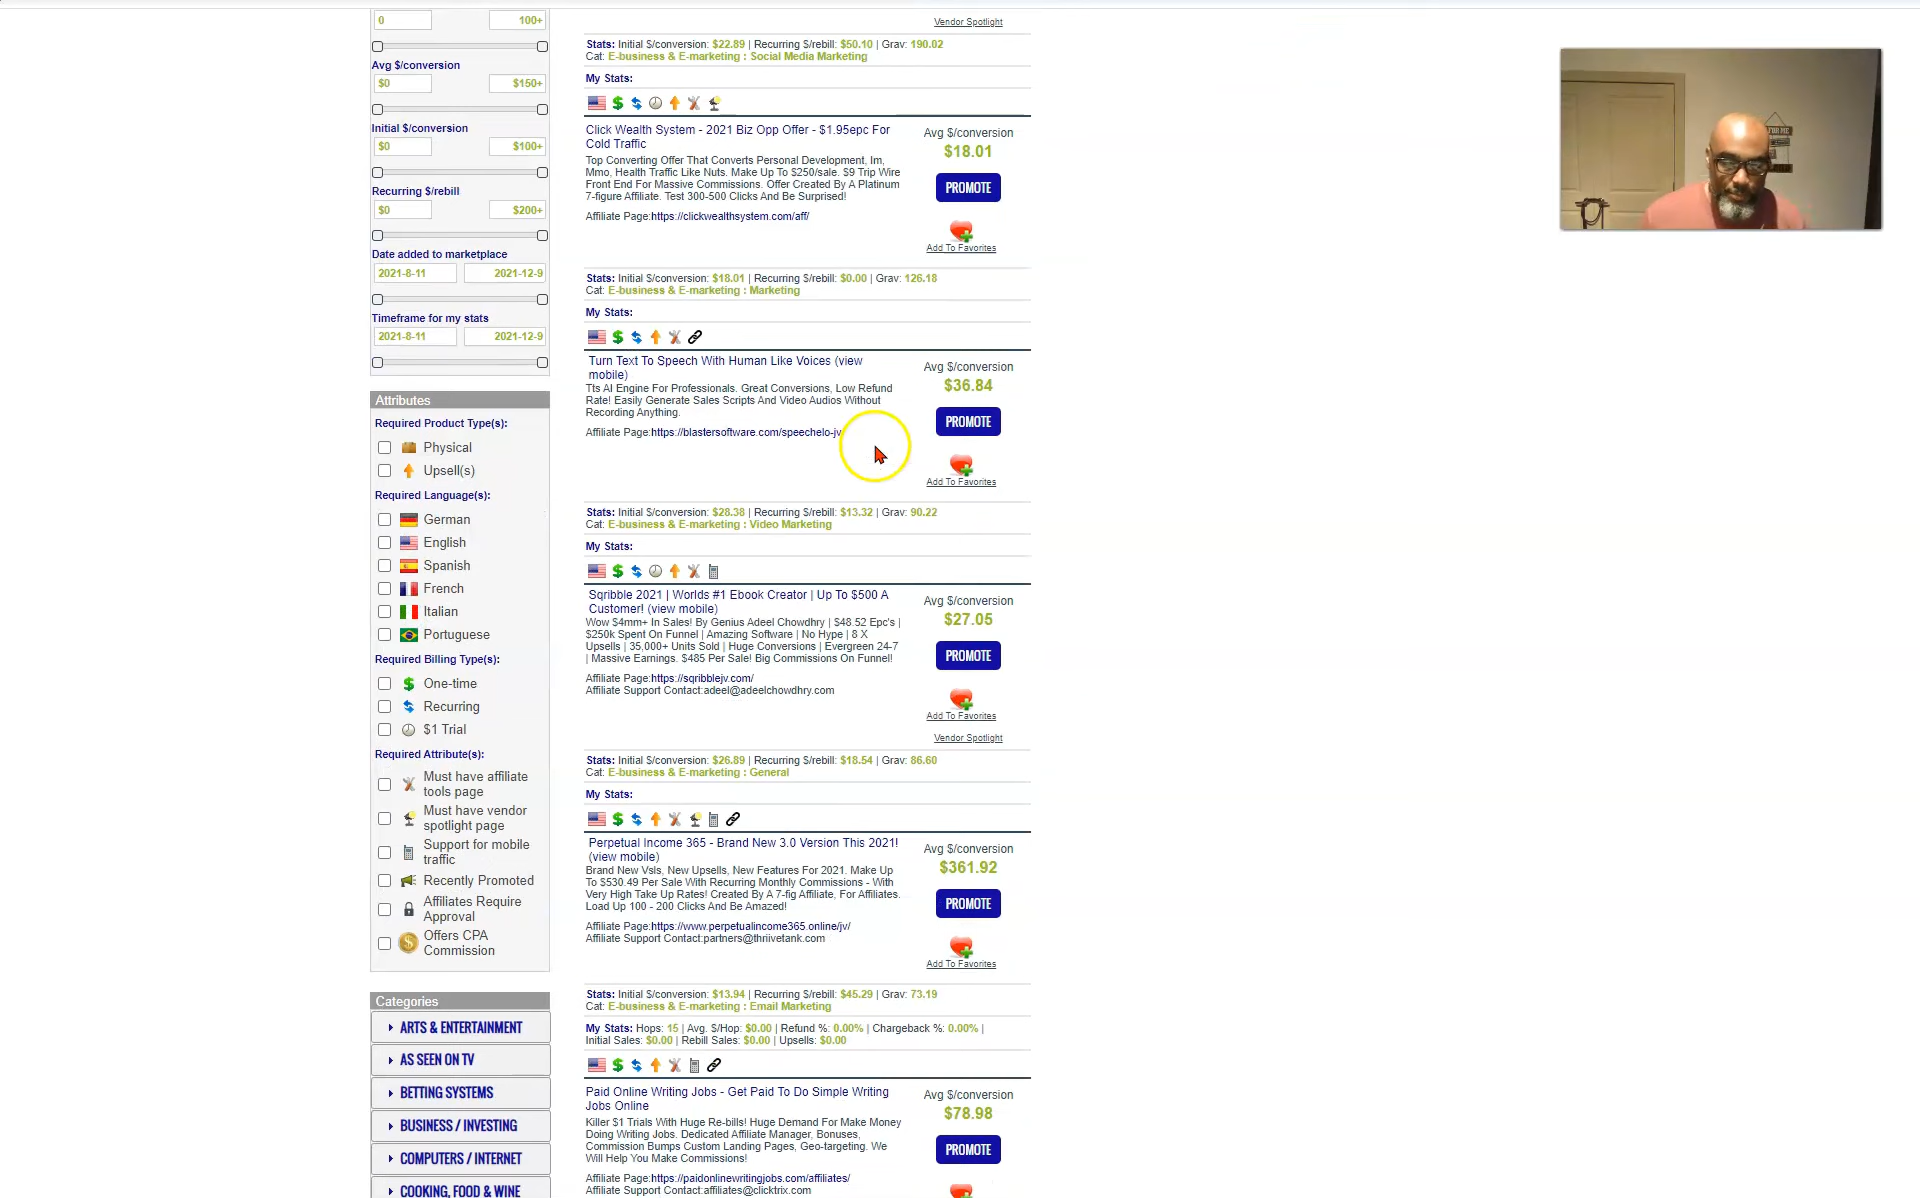 0 100+
Avg $/conversion
$0 $150+
Initial $/conversion
$0 $100+
Recurring $/rebill
$0 $200+
Date added to marketplace
2021-8-11 2021-12-9
Timeframe for my stats
2021-8-11 2021-12-9
Attributes
Required Product Type(s):
Physical
Upsell(s)
Required Language(s):
German
English
Spanish
French
Italian
Portuguese
Required Billing Type(s):
One-time
Recurring
$1 Trial
Required Attribute(s):
Must have affiliate
tools page
Must have vendor
spotlight page
Support for mobile
traffic
Recently Promoted
Affiliates Require
Approval
Offers CPA
Commission
Categories
ARTS & ENTERTAINMENT
AS SEEN ON TV
BETTING SYSTEMS
BUSINESS / INVESTING
COMPUTERS / INTERNET
COOKING, FOOD & WINE
Vendor Spotlight
Stats: Initial $/conversion: $22.89 | Recurring $/rebill: $50.10 | Grav: 190.02
Cat: E-business & E-marketing : Social Media Marketing
My Stats:
Click Wealth System - 2021 Biz Opp Offer - $1.95epc For
Cold Traffic
Top Converting Offer That Converts Personal Development, Im,
Mmo, Health Traffic Like Nuts. Make Up To $250/sale. $9 Trip Wire
Front End For Massive Commissions. Offer Created By A Platinum
7-figure Affiliate. Test 300-500 Clicks And Be Surprised!
Affiliate Page:https://clickwealthsystem.com/aff/
Avg $/conversion
$18.01
PROMOTE
Add To Favorites
Stats: Initial $/conversion: $18.01 | Recurring $/rebill: $0.00 | Grav: 126.18
Cat: E-business & E-marketing : Marketing
My Stats:
Turn Text To Speech With Human Like Voices (view
mobile)
Tts AI Engine For Professionals. Great Conversions, Low Refund
Rate! Easily Generate Sales Scripts And Video Audios Without
Recording Anything.
Affiliate Page:https://blastersoftware.com/speechelo-jv
Avg $/conversion
$36.84
PROMOTE
Add To Favorites
Stats: Initial $/conversion: $28.38 | Recurring $/rebill: $13.32 | Grav: 90.22
Cat: E-business & E-marketing : Video Marketing
My Stats:
Sqribble 2021 | Worlds #1 Ebook Creator | Up To $500 A
Customer! (view mobile)
Wow $4mm+ In Sales! By Genius Adeel Chowdhry | $48.52 Epc's |
$250k Spent On Funnel | Amazing Software | No Hype | 8 X
Upsells | 35,000+ Units Sold | Huge Conversions | Evergreen 24-7
| Massive Earnings. $485 Per Sale! Big Commissions On Funnel!
Affiliate Page:https://sqribblejv.com/
Affiliate Support Contact:adeel@adeelchowdhry.com
Avg $/conversion
$27.05
PROMOTE
Add To Favorites
Vendor Spotlight
Stats: Initial $/conversion: $26.89 | Recurring $/rebill: $18.54 | Grav: 86.60
Cat: E-business & E-marketing : General
My Stats:
Perpetual Income 365 - Brand New 3.0 Version This 2021!
(view mobile)
Brand New Vsls, New Upsells, New Features For 2021. Make Up
To $530.49 Per Sale With Recurring Monthly Commissions - With
Very High Take Up Rates! Created By A 7-fig Affiliate, For Affiliates.
Load Up 100 - 200 Clicks And Be Amazed!
Affiliate Page:https://www.perpetualincome365.online/jv/
Affiliate Support Contact:partners@thriivetank.com
Avg $/conversion
$361.92
PROMOTE
Add To Favorites
Stats: Initial $/conversion: $13.94 | Recurring $/rebill: $45.29 | Grav: 73.19
Cat: E-business & E-marketing : Email Marketing
My Stats: Hops: 15 | Avg. $/Hop: $0.00 | Refund %: 0.00% | Chargeback %: 0.00% |
Initial Sales: $0.00 | Rebill Sales: $0.00 | Upsells: $0.00
Paid Online Writing Jobs - Get Paid To Do Simple Writing
Jobs Online
Killer $1 Trials With Huge Re-bills! Huge Demand For Make Money
Doing Writing Jobs. Dedicated Affiliate Manager, Bonuses,
Commission Bumps Custom Landing Pages, Geo-targeting. We
Will Help You Make Commissions!
Affiliate Page:https://paidonlinewritingjobs.com/affiliates/
Affiliate Support Contact:affiliates@clicktrix.com
Avg $/conversion
$78.98
PROMOTE